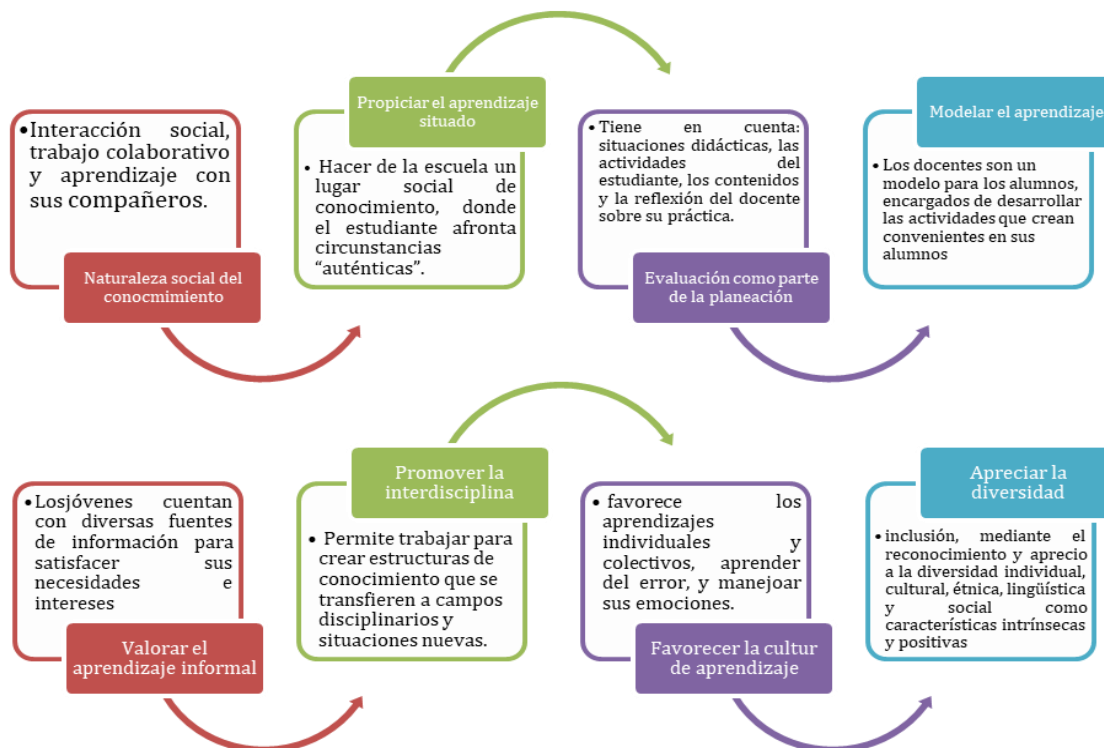 •Interacción social,
trabajo colaborativo
y aprendizaje con
sus compañeros.
Naturaleza social del
conocmimiento
Propiciar el aprendizaje
situado
• Hacer de la escuela un
lugar social de
conocimiento, donde
el estudiante afronta
circunstancias
“auténticas”.
•Tiene en cuenta:
situaciones didácticas, las
actividades del
estudiante, los contenidos
y la reflexión del docente
sobre su práctica.
Evaluación como parte
de la planeación
Modelar el aprendizaje
• Los docentes son un
modelo para los alumnos,
encargados de desarrollar
las actividades que crean
convenientes en sus
alumnos
•Losjóvenes cuentan
con diversas fuentes
de información para
satisfacer sus
necesidades e
intereses
Valorar el
aprendizaje informal
Promover la
interdisciplina
• Permite trabajar para
crear estructuras de
conocimiento que se
transfieren a campos
disciplinarios y
situaciones nuevas.
• favorece los
aprendizajes
individuales y
colectivos, aprender
del error, y manejoar
sus emociones.
Favorecer la cultur
de aprendizaje
Apreciar la
diversidad
•inclusión, mediante el
reconocimiento y aprecio
a la diversidad individual,
cultural, étnica, lingüística
y social como
características intrínsecas
y positivas